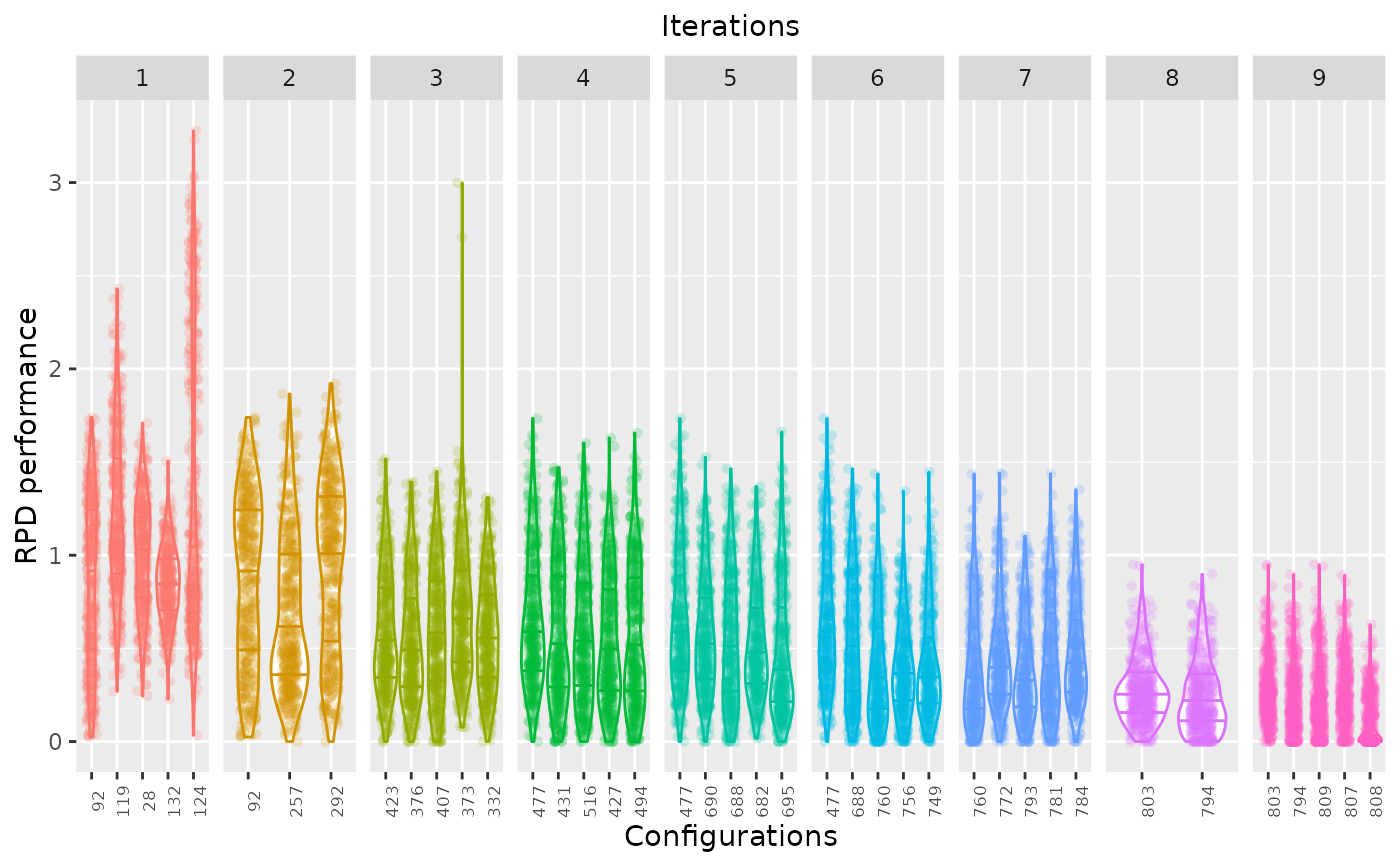 Iterations
1 2 3 4 5 6 7 8 9
RPD performance
3
2
1
0
92 119 28 132 124 92 257 292 423 376 407 373 332 477 431 516 427 494 477 690 688 682 695 477 688 760 756 749 760 772 793 781 784 803 794 803 794 809 807 808
Configurations